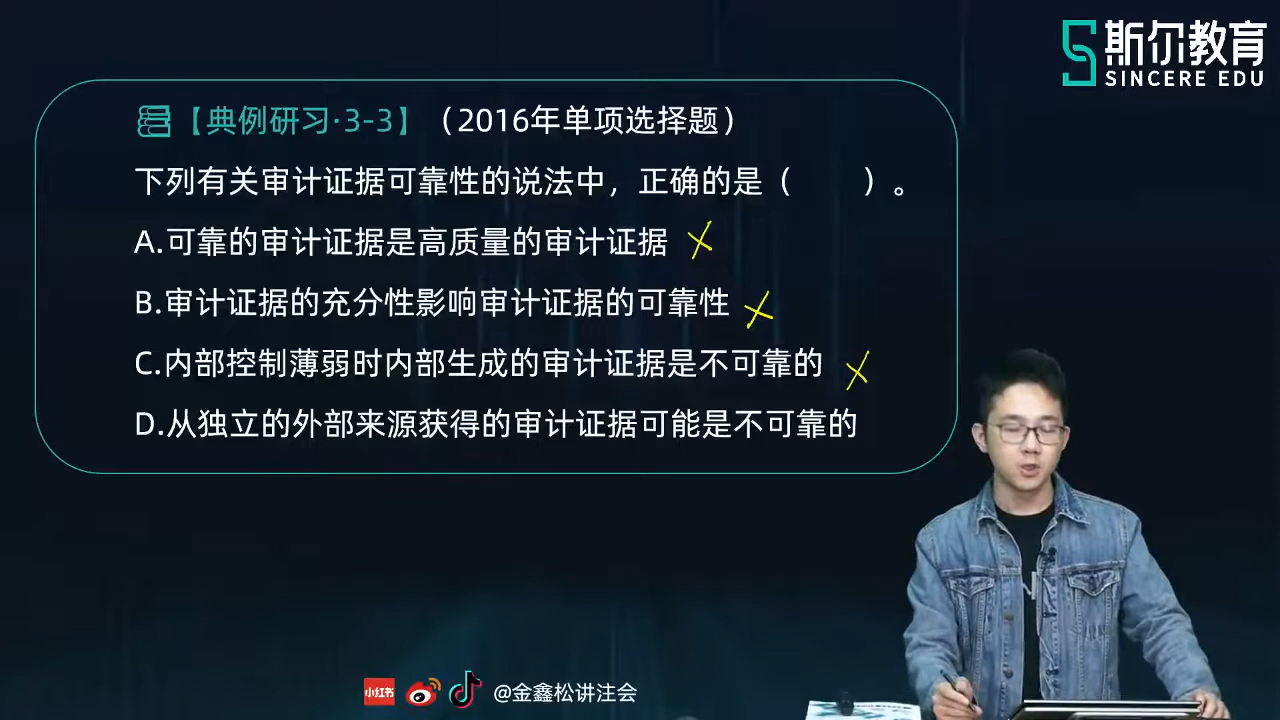 斯尔教育
SINCERE EDU
【典例研习·3-3】（2016年单项选择题）
下列有关审计证据可靠性的说法中，正确的是（　　）。
A.可靠的审计证据是高质量的审计证据
B.审计证据的充分性影响审计证据的可靠性
C.内部控制薄弱时内部生成的审计证据是不可靠的
D.从独立的外部来源获得的审计证据可能是不可靠的
小红书 @金鑫松讲注会